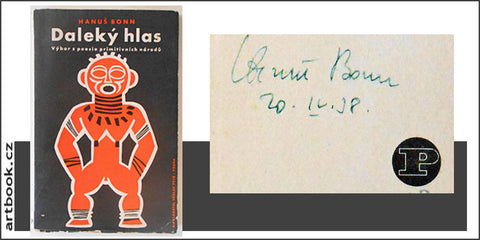 artbook.cz
HANUŠ BONN
Daleký hlas
Výbor z poesie primitivních národů
Hanuš Bonn
20. IV. 38.
P